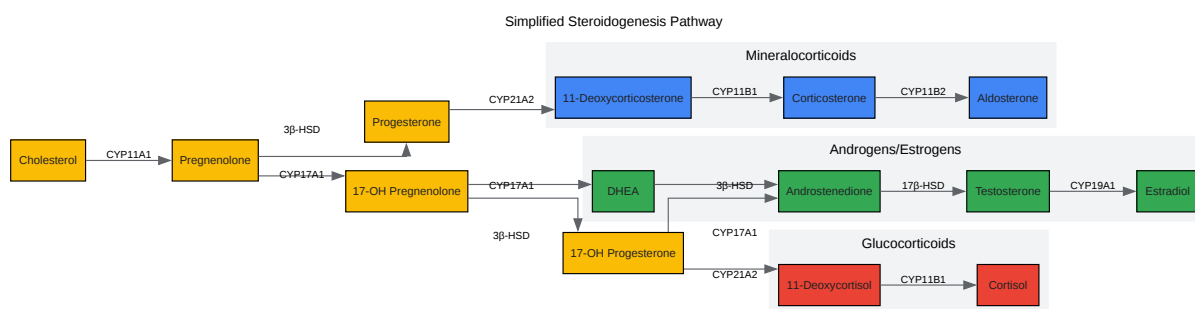 Simplified Steroidogenesis Pathway
Mineralocorticoids
CYP21A2
11-Deoxycorticosterone
CYP11B1
Corticosterone
CYP11B2
Aldosterone
Progesterone
3β-HSD
Cholesterol
CYP11A1
Pregnenolone
CYP17A1
17-OH Pregnenolone
Androgens/Estrogens
CYP17A1
DHEA
3β-HSD
Androstenedione
17β-HSD
Testosterone
CYP19A1
Estradiol
3β-HSD
17-OH Progesterone
CYP17A1
CYP21A2
Glucocorticoids
11-Deoxycortisol
CYP11B1
Cortisol